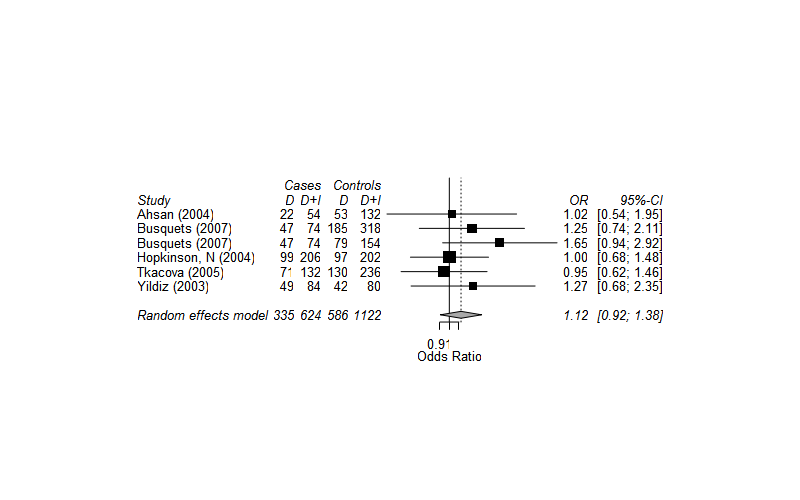 Cases Controls
Study D D+I D D+I OR 95%-CI
Ahsan (2004) 22 54 53 132 1.02 [0.54; 1.95]
Busquets (2007) 47 74 185 318 1.25 [0.74; 2.11]
Busquets (2007) 47 74 79 154 1.65 [0.94; 2.92]
Hopkinson, N (2004) 99 206 97 202 1.00 [0.68; 1.48]
Tkacova (2005) 71 132 130 236 0.95 [0.62; 1.46]
Yildiz (2003) 49 84 42 80 1.27 [0.68; 2.35]
Random effects model 335 624 586 1122 1.12 [0.92; 1.38]
0.91
Odds Ratio